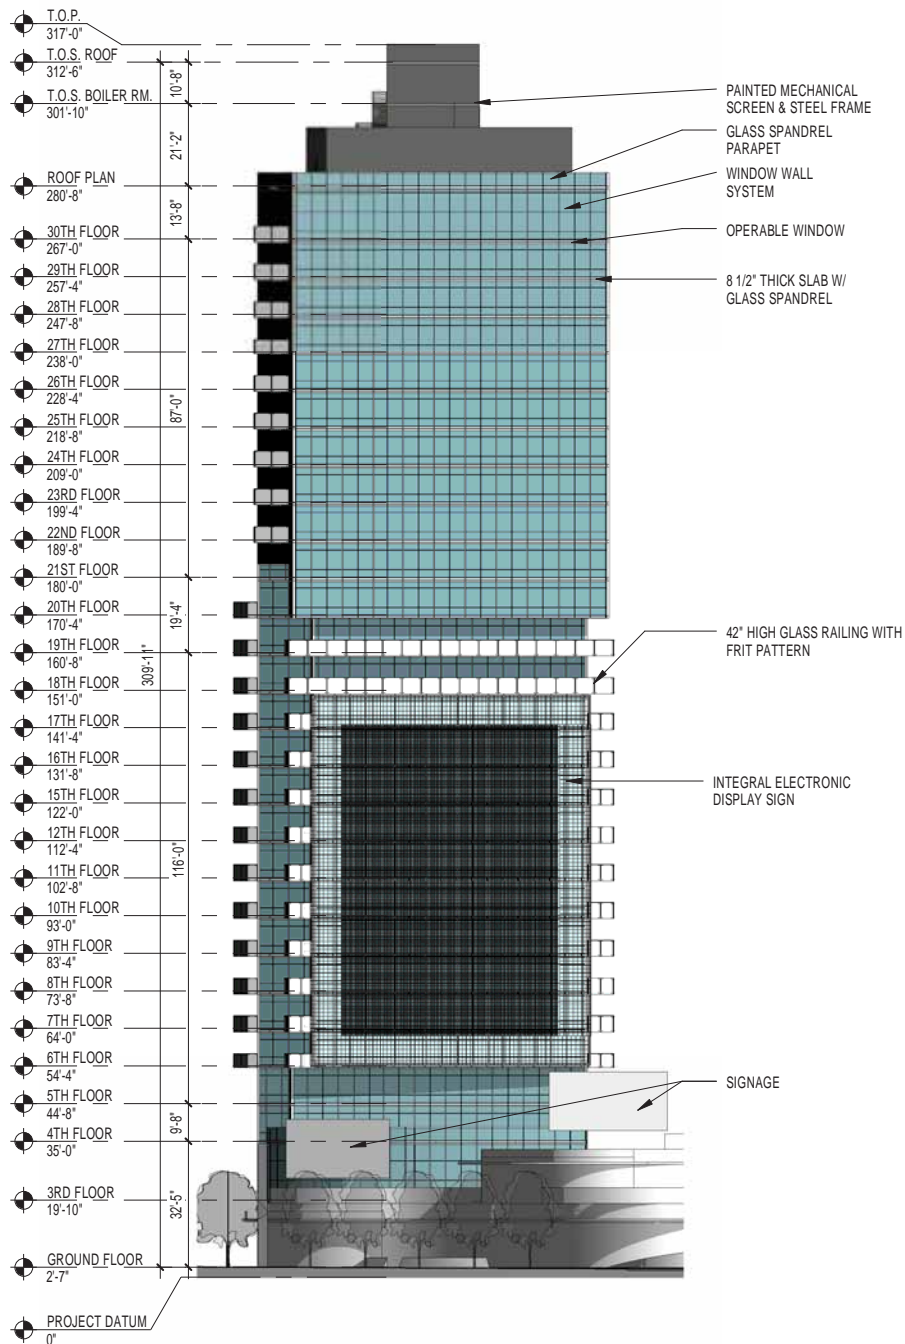 T.O.P.
317'-0"
T.O.S. ROOF
312'-6"
T.O.S. BOILER RM.
301'-10"
ROOF PLAN
280'-8"
30TH FLOOR
267'-0"
29TH FLOOR
257'-4"
28TH FLOOR
247'-8"
27TH FLOOR
238'-0"
26TH FLOOR
228'-4"
25TH FLOOR
218'-8"
24TH FLOOR
209'-0"
23RD FLOOR
199'-4"
22ND FLOOR
189'-8"
21ST FLOOR
180'-0"
20TH FLOOR
170'-4"
19TH FLOOR
160'-8"
18TH FLOOR
151'-0"
17TH FLOOR
141'-4"
16TH FLOOR
131'-8"
15TH FLOOR
122'-0"
12TH FLOOR
112'-4"
11TH FLOOR
102'-8"
10TH FLOOR
93'-0"
9TH FLOOR
83'-4"
8TH FLOOR
73'-8"
7TH FLOOR
64'-0"
6TH FLOOR
54'-4"
5TH FLOOR
44'-8"
4TH FLOOR
35'-0"
3RD FLOOR
19'-10"
GROUND FLOOR
2'-7"
PROJECT DATUM
0"
10'-8"
21'-2"
13'-8"
87'-0"
19'-4"
309'-11"
116'-0"
9'-8"
32'-5"
PAINTED MECHANICAL
SCREEN & STEEL FRAME
GLASS SPANDREL
PARAPET
WINDOW WALL
SYSTEM
OPERABLE WINDOW
8 1/2" THICK SLAB W/
GLASS SPANDREL
42" HIGH GLASS RAILING WITH
FRIT PATTERN
INTEGRAL ELECTRONIC
DISPLAY SIGN
SIGNAGE